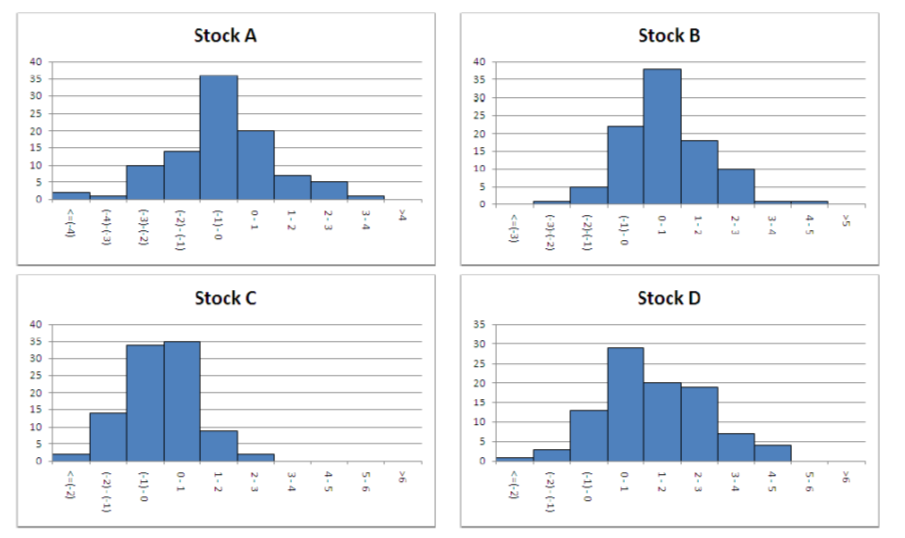 Stock A
40
35
30
25
20
15
10
5
0
<=(-4)
(-4)-(-3)
(-3)-(-2)
(-2) - (-1)
(-1) - 0
0 - 1
1 - 2
2 - 3
3 - 4
>4
Stock B
40
35
30
25
20
15
10
5
0
<=(-3)
(-3)-(-2)
(-2)-(-1)
(-1) - 0
0 - 1
1 - 2
2 - 3
3 - 4
4 - 5
>5
Stock C
40
35
30
25
20
15
10
5
0
<=(-2)
(-2) - (-1)
(-1) - 0
0 - 1
1 - 2
2 - 3
3 - 4
4 - 5
5 - 6
>6
Stock D
35
30
25
20
15
10
5
0
<=(-2)
(-2) - (-1)
(-1) - 0
0 - 1
1 - 2
2 - 3
3 - 4
4 - 5
5 - 6
>6